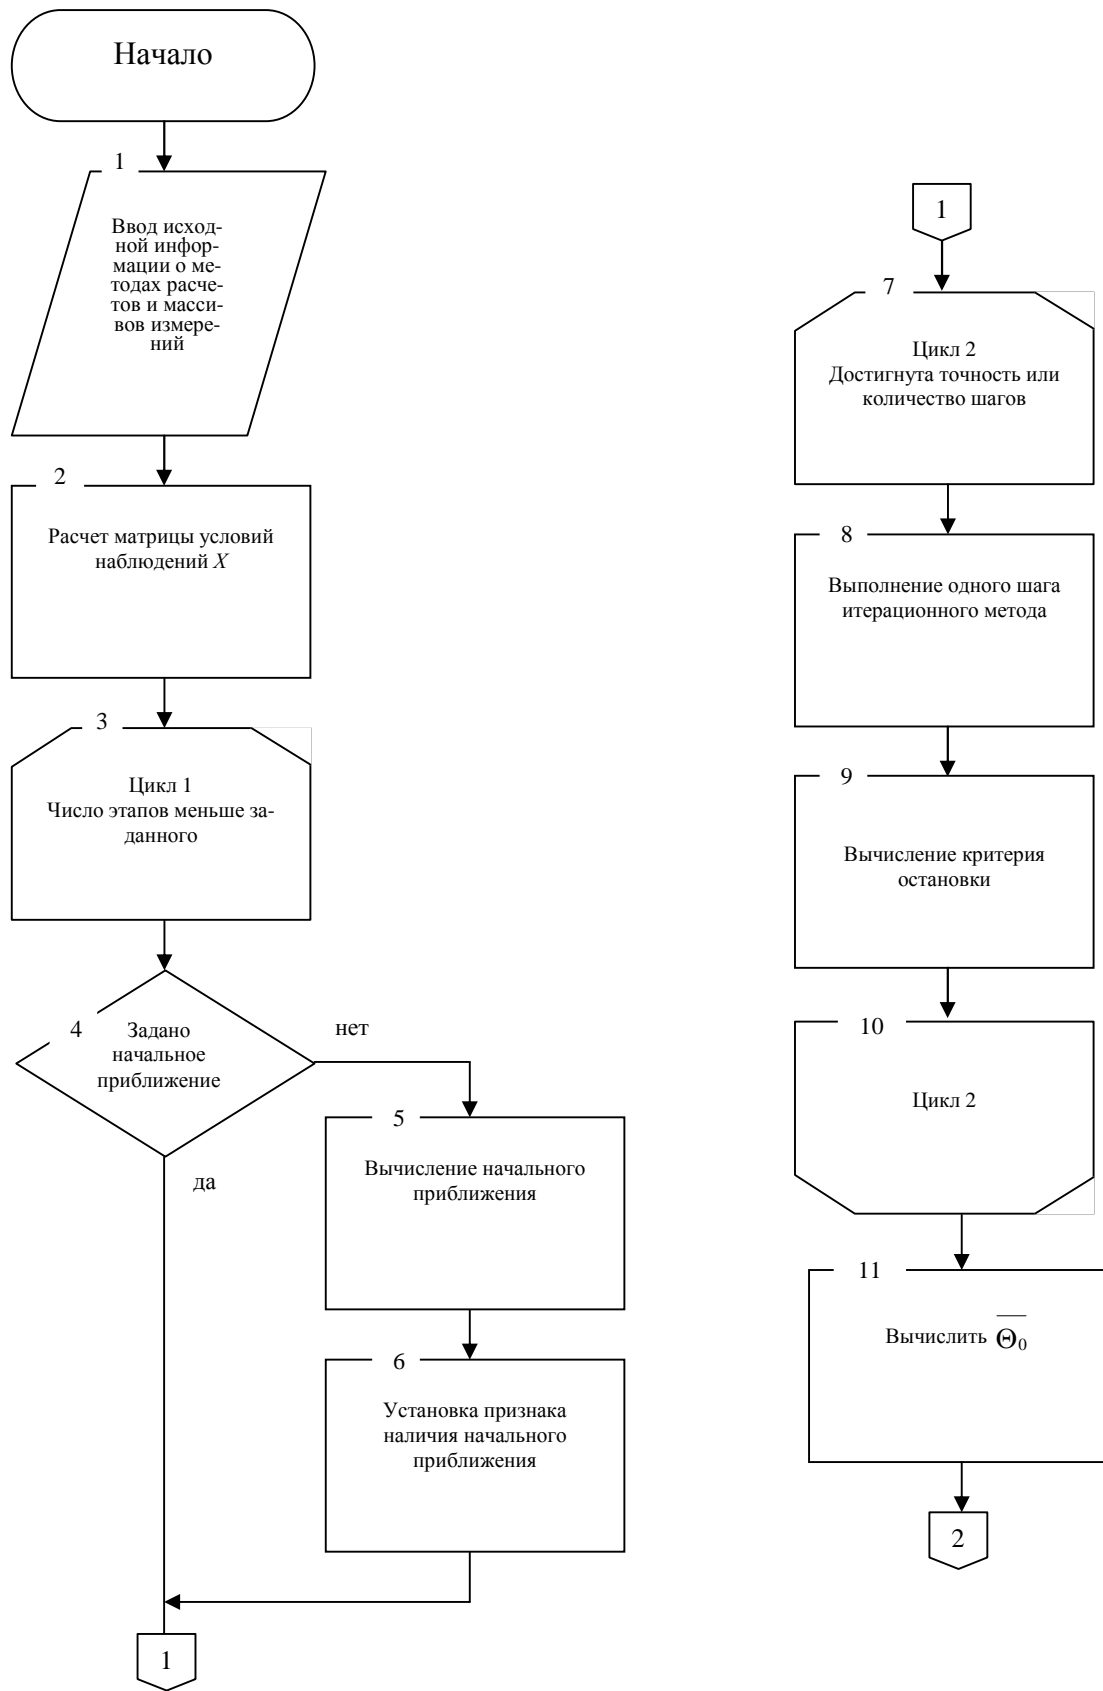 Начало
1
Ввод исход-
ной инфор-
мации о ме-
тодах расче-
тов и масси-
вов измере-
ний
2
Расчет матрицы условий
наблюдений X
3
Цикл 1
Число этапов меньше за-
данного
4
Задано
начальное
приближение
нет
да
5
Вычисление начального
приближения
6
Установка признака
наличия начального
приближения
1
1
7
Цикл 2
Достигнута точность или
количество шагов
8
Выполнение одного шага
итерационного метода
9
Вычисление критерия
остановки
10
Цикл 2
11
Вычислить $\overline{\Theta_0}$
2